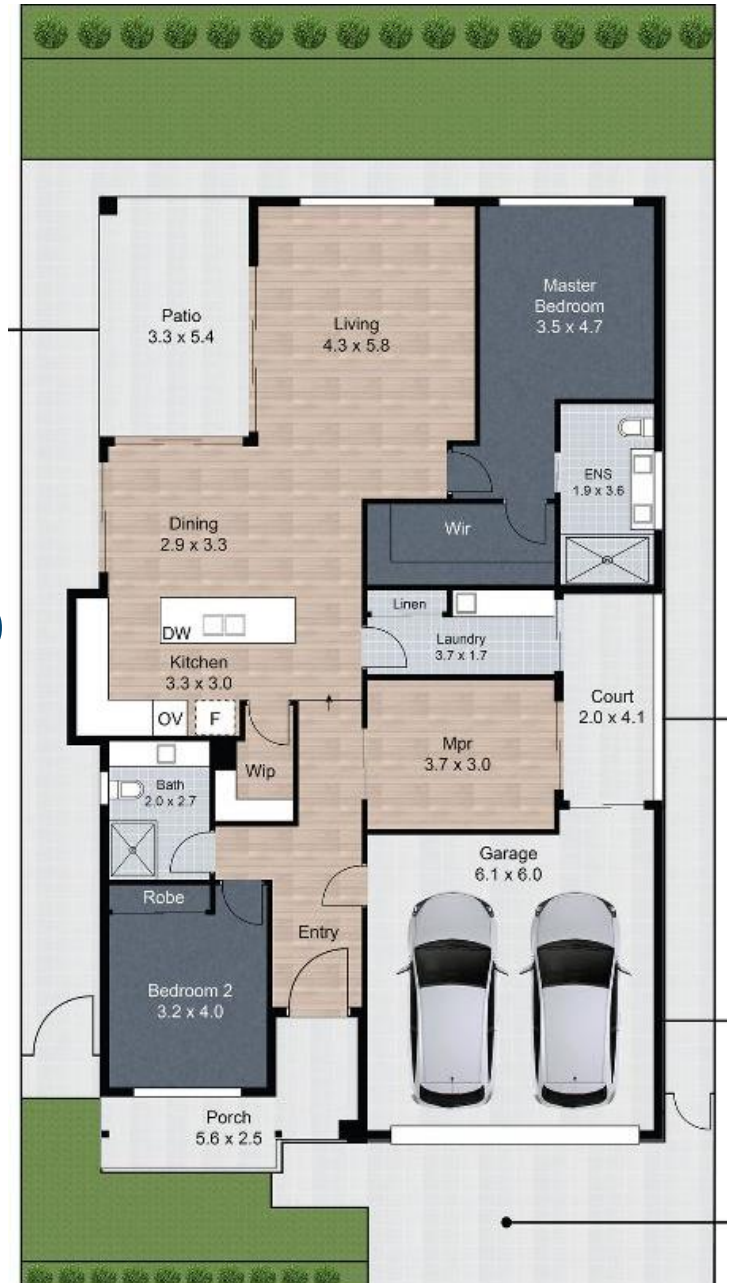 Patio
3.3 x 5.4
Living
4.3 x 5.8
Master
Bedroom
3.5 x 4.7
ENS
1.9 x 3.6
Dining
2.9 x 3.3
Wir
Linen
DW
Laundry
3.7 x 1.7
Kitchen
3.3 x 3.0
Court
2.0 x 4.1
OV
F
Mpr
3.7 x 3.0
Wip
Bath
2.0 x 2.7
Garage
6.1 x 6.0
Robe
Entry
Bedroom 2
3.2 x 4.0
Porch
5.6 x 2.5